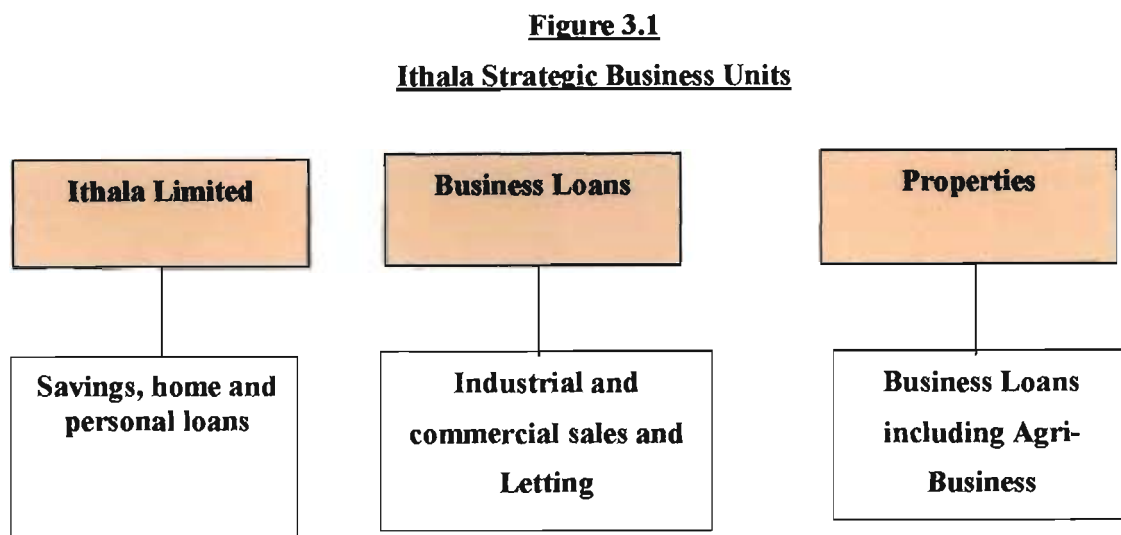 Figure 3.1
Ithala Strategic Business Units
Ithala Limited
Business Loans
Properties
Savings, home and
personal loans
Industrial and
commercial sales and
Letting
Business Loans
including Agri-
Business